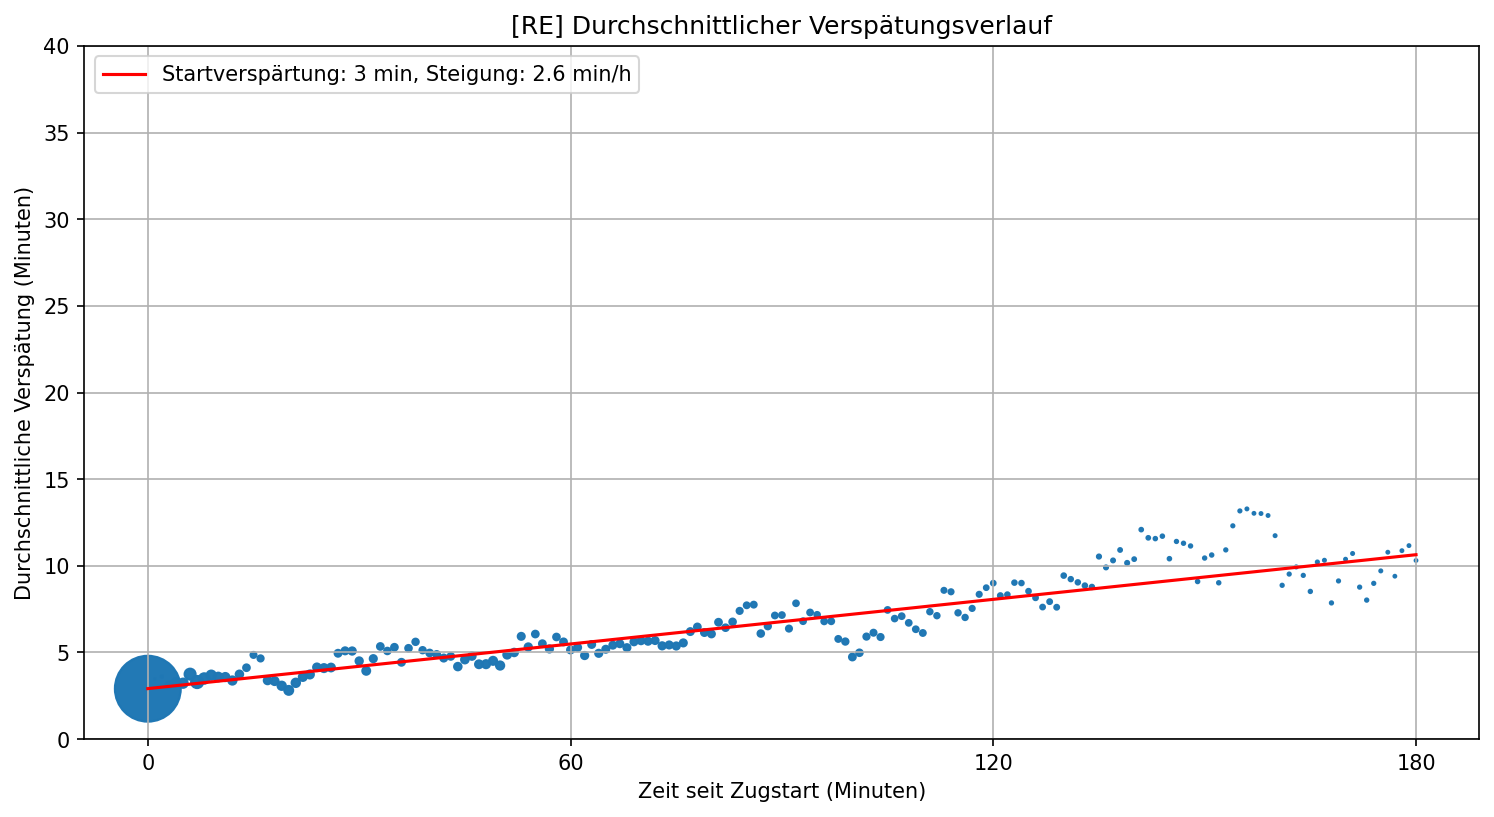 [RE] Durchschnittlicher Verspätungsverlauf
Startverspärtung: 3 min, Steigung: 2.6 min/h
Durchschnittliche Verspätung (Minuten)
40
35
30
25
20
15
10
5
0
0 60 120 180
Zeit seit Zugstart (Minuten)